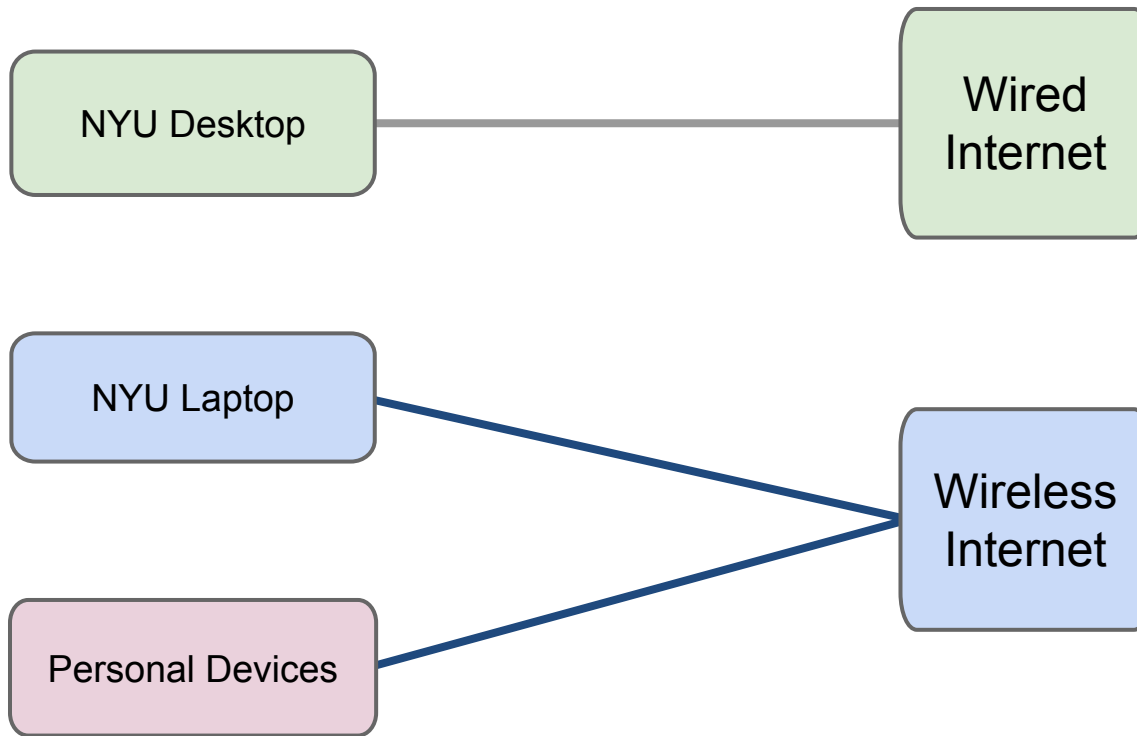 NYU Desktop
Wired
Internet
NYU Laptop
Wireless
Internet
Personal Devices